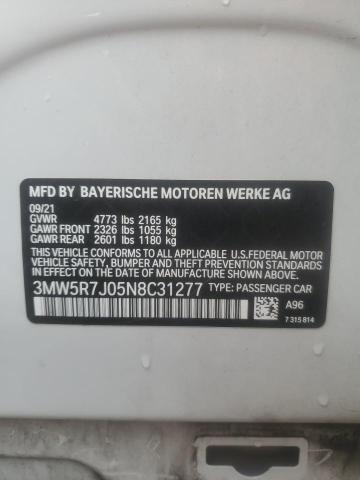 MFD BY BAYERISCHE MOTOREN WERKE AG
09/21
GVWR 4773 lbs 2165 kg
GAWR FRONT 2326 lbs 1055 kg
GAWR REAR 2601 lbs 1180 kg
THIS VEHICLE CONFORMS TO ALL APPLICABLE U.S.FEDERAL MOTOR
VEHICLE SAFETY, BUMPER AND THEFT PREVENTION STANDARDS IN
EFFECT ON THE DATE OF MANUFACTURE SHOWN ABOVE.
3MW5R7J05N8C31277 TYPE: PASSENGER CAR
A96
7 315 814